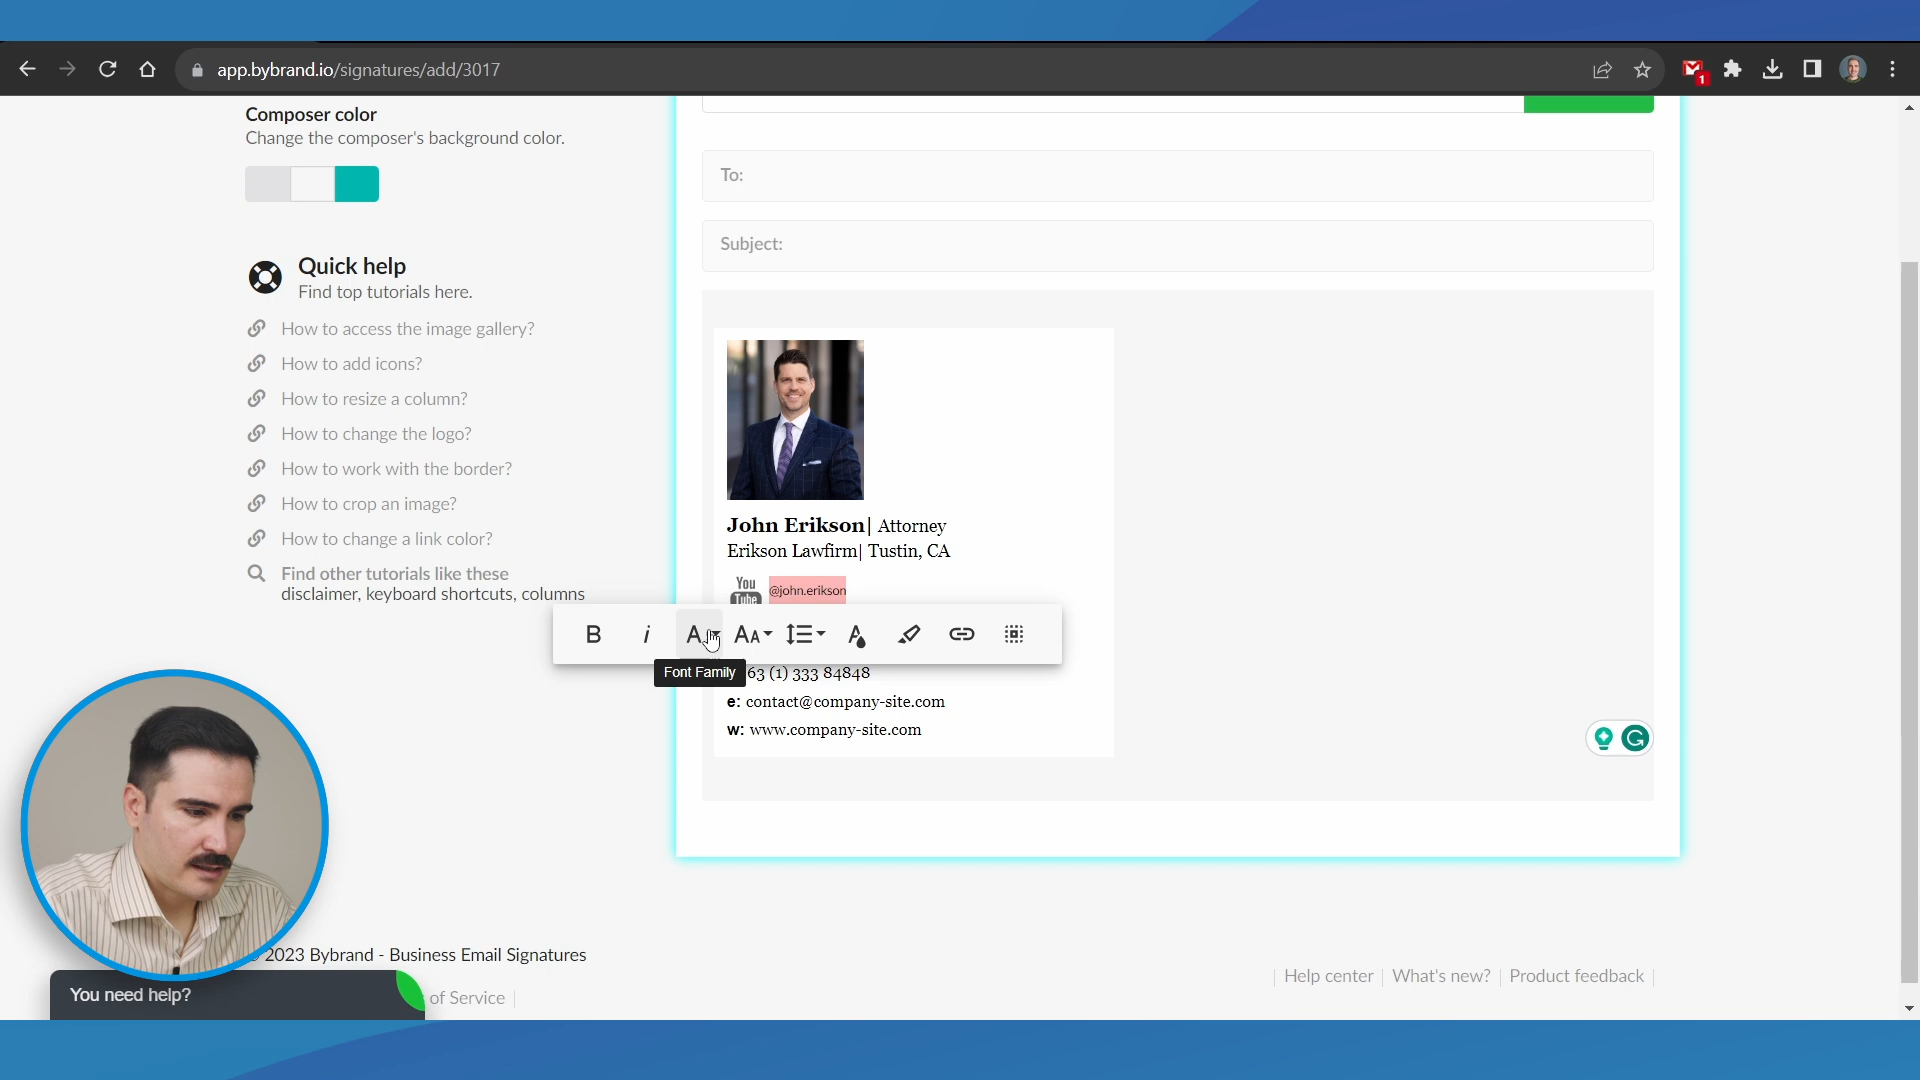 app.bybrand.io/signatures/add/3017
1
Composer color
Change the composer's background color.
Quick help
Find top tutorials here.
How to access the image gallery?
How to add icons?
How to resize a column?
How to change the logo?
How to work with the border?
How to crop an image?
How to change a link color?
Find other tutorials like these
disclaimer, keyboard shortcuts, columns
To:
Subject:
John Erikson| Attorney
Erikson Lawfirm| Tustin, CA
You
Tube
@john.erikson
B i A AA A
Font Family
63 (1) 333 84848
e: contact@company-site.com
w: www.company-site.com
2023 Bybrand - Business Email Signatures
You need help?
of Service
Help center
What's new?
Product feedback